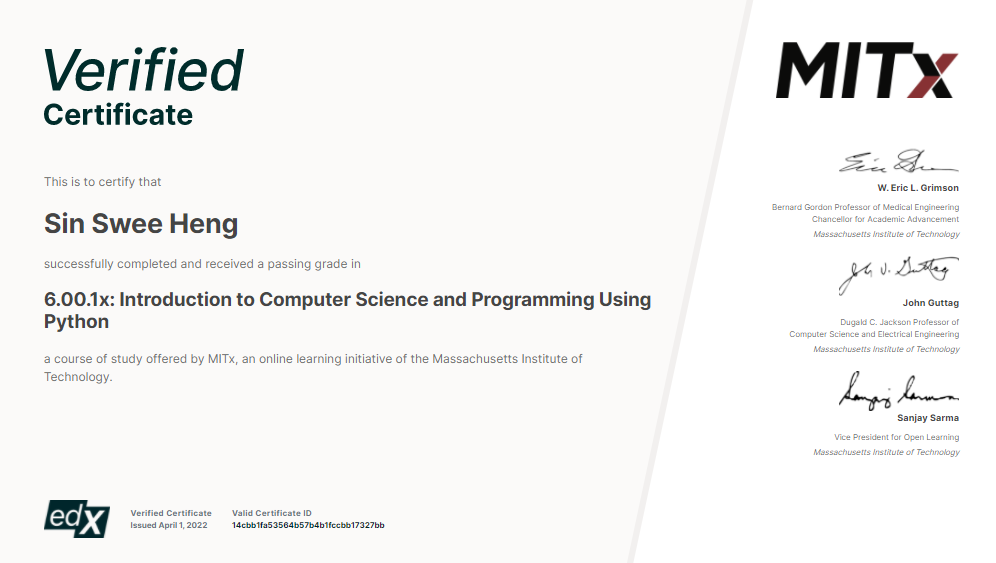 Verified
Certificate
This is to certify that
Sin Swee Heng
successfully completed and received a passing grade in
6.00.1x: Introduction to Computer Science and Programming Using
Python
a course of study offered by MITx, an online learning initiative of the Massachusetts Institute of
Technology.
edX
Verified Certificate
Issued April 1, 2022
Valid Certificate ID
14cbb1fa53564b57b4b1fccbb17327bb
MITx
W. Eric L. Grimson
Bernard Gordon Professor of Medical Engineering
Chancellor for Academic Advancement
Massachusetts Institute of Technology
John V. Guttag
John Guttag
Dugald C. Jackson Professor of
Computer Science and Electrical Engineering
Massachusetts Institute of Technology
Sanjay Sarma
Sanjay Sarma
Vice President for Open Learning
Massachusetts Institute of Technology